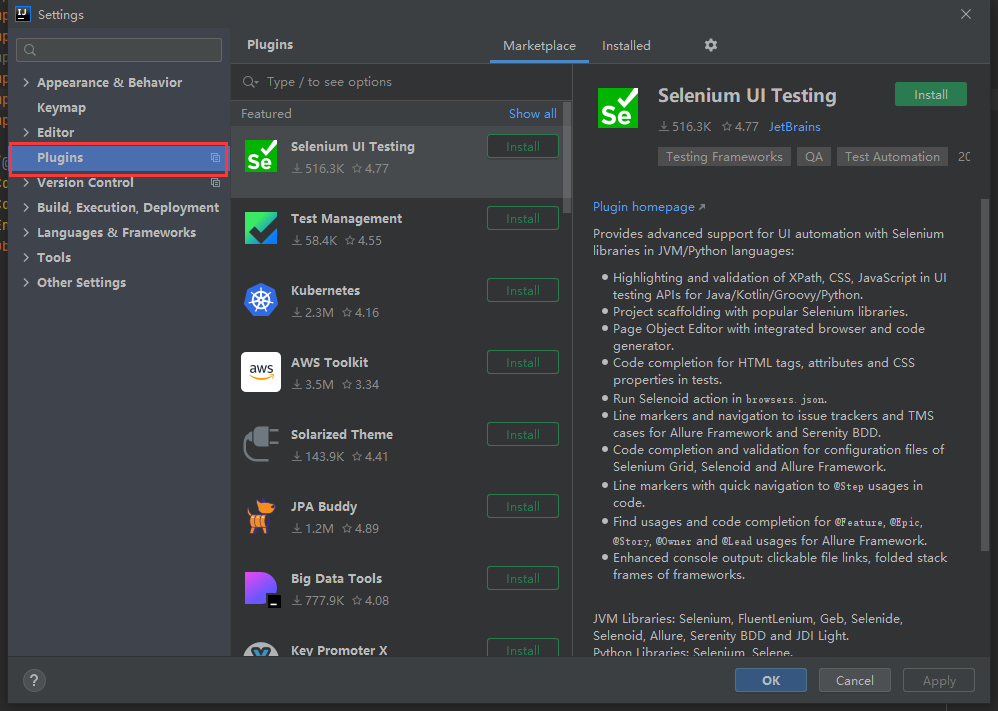 Settings
Appearance & Behavior
Keymap
Editor
Plugins
Version Control
Build, Execution, Deployment
Languages & Frameworks
Tools
Other Settings
Plugins
Marketplace
Installed
Type / to see options
Featured
Show all
Se
Selenium UI Testing
516.3K 4.77
Install
Test Management
58.4K 4.55
Install
Kubernetes
2.3M 4.16
Install
aws
AWS Toolkit
3.5M 3.34
Install
Solarized Theme
143.9K 4.41
Install
JPA Buddy
1.2M 4.89
Install
Big Data Tools
777.9K 4.08
Install
Key Promoter X
Install
Se
Selenium UI Testing
Install
516.3K 4.77 JetBrains
Testing Frameworks QA Test Automation 20
Plugin homepage
Provides advanced support for UI automation with Selenium
libraries in JVM/Python languages:
Highlighting and validation of XPath, CSS, JavaScript in UI
testing APIs for Java/Kotlin/Groovy/Python.
Project scaffolding with popular Selenium libraries.
Page Object Editor with integrated browser and code
generator.
Code completion for HTML tags, attributes and CSS
properties in tests.
Run Selenoid action in browsers.json.
Line markers and navigation to issue trackers and TMS
cases for Allure Framework and Serenity BDD.
Code completion and validation for configuration files of
Selenium Grid, Selenoid and Allure Framework.
Line markers with quick navigation to @Step usages in
code.
Find usages and code completion for @Feature, @Epic,
@Story, @Owner and @Lead usages for Allure Framework.
Enhanced console output: clickable file links, folded stack
frames of frameworks.
JVM Libraries: Selenium, FluentLenium, Geb, Selenide,
Selenoid, Allure, Serenity BDD and JDI Light.
Python Libraries: Selenium, Selene.
?
OK
Cancel
Apply